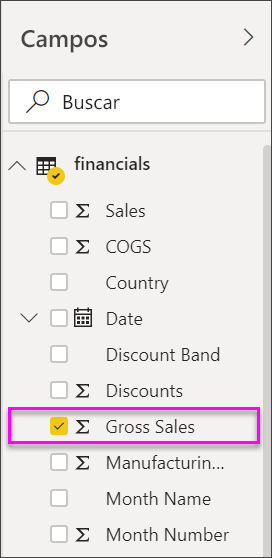 Campos
Buscar
financials
Sales
COGS
Country
Date
Discount Band
Discounts
Gross Sales
Manufacturin...
Month Name
Month Number